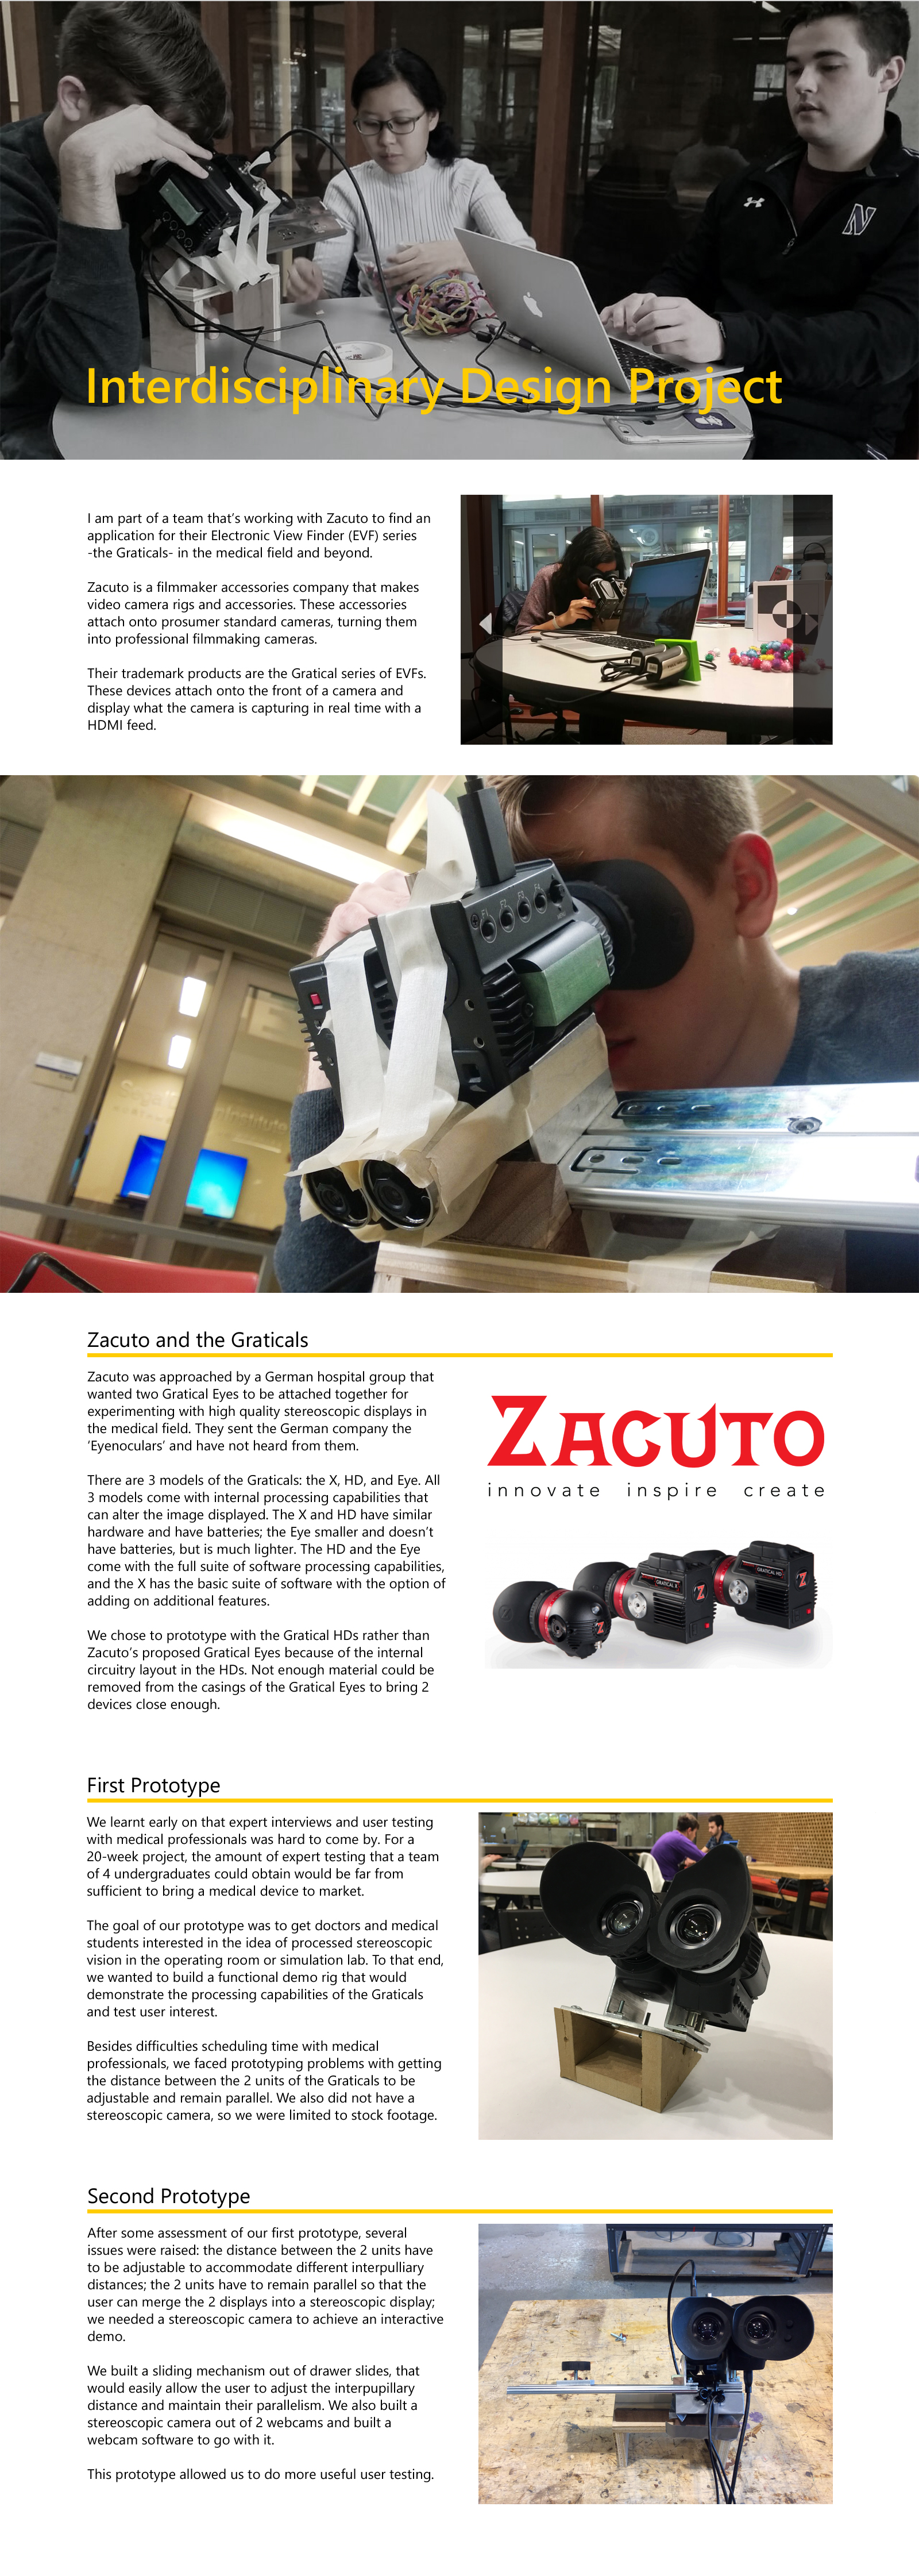 Interdisciplinary Design Project
N
I am part of a team that's working with Zacuto to find an
application for their Electronic View Finder (EVF) series
-the Graticals- in the medical field and beyond.
Zacuto is a filmmaker accessories company that makes
video camera rigs and accessories. These accessories
attach onto prosumer standard cameras, turning them
into professional filmmaking cameras.
Their trademark products are the Gratical series of EVFs.
These devices attach onto the front of a camera and
display what the camera is capturing in real time with a
HDMI feed.
F1 F2 F3 F4
Zacuto and the Graticals
Zacuto was approached by a German hospital group that
wanted two Gratical Eyes to be attached together for
experimenting with high quality stereoscopic displays in
the medical field. They sent the German company the
'Eyenoculars' and have not heard from them.
There are 3 models of the Graticals: the X, HD, and Eye. All
3 models come with internal processing capabilities that
can alter the image displayed. The X and HD have similar
hardware and have batteries; the Eye smaller and doesn't
have batteries, but is much lighter. The HD and the Eye
come with the full suite of software processing capabilities,
and the X has the basic suite of software with the option of
adding on additional features.
We chose to prototype with the Gratical HDs rather than
Zacuto's proposed Gratical Eyes because of the internal
circuitry layout in the HDs. Not enough material could be
removed from the casings of the Gratical Eyes to bring 2
devices close enough.
ZACUTO
innovate inspire create
Z
GRATICAL X
Z
GRATICAL HD
Z
First Prototype
We learnt early on that expert interviews and user testing
with medical professionals was hard to come by. For a
20-week project, the amount of expert testing that a team
of 4 undergraduates could obtain would be far from
sufficient to bring a medical device to market.
The goal of our prototype was to get doctors and medical
students interested in the idea of processed stereoscopic
vision in the operating room or simulation lab. To that end,
we wanted to build a functional demo rig that would
demonstrate the processing capabilities of the Graticals
and test user interest.
Besides difficulties scheduling time with medical
professionals, we faced prototyping problems with getting
the distance between the 2 units of the Graticals to be
adjustable and remain parallel. We also did not have a
stereoscopic camera, so we were limited to stock footage.
Second Prototype
After some assessment of our first prototype, several
issues were raised: the distance between the 2 units have
to be adjustable to accommodate different interpulliary
distances; the 2 units have to remain parallel so that the
user can merge the 2 displays into a stereoscopic display;
we needed a stereoscopic camera to achieve an interactive
demo.
We built a sliding mechanism out of drawer slides, that
would easily allow the user to adjust the interpupillary
distance and maintain their parallelism. We also built a
stereoscopic camera out of 2 webcams and built a
webcam software to go with it.
This prototype allowed us to do more useful user testing.